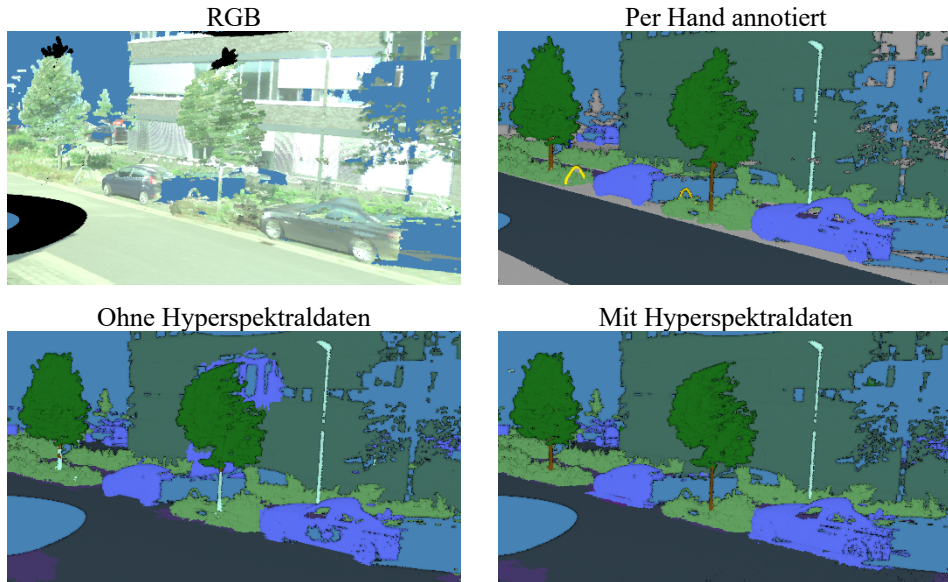 RGB
Per Hand annotiert
Ohne Hyperspektraldaten
Mit Hyperspektraldaten